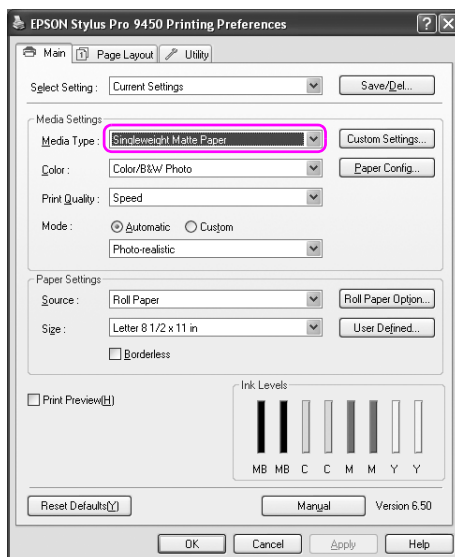 EPSON Stylus Pro 9450 Printing Preferences
Main Page Layout Utility
Select Setting : Current Settings Save/Del...
Media Settings
Media Type : Singleweight Matte Paper Custom Settings...
Color : Color/B&W Photo Paper Config...
Print Quality : Speed
Mode : Automatic Custom
Photo-realistic
Paper Settings
Source : Roll Paper Roll Paper Option...
Size : Letter 8 1/2 x 11 in User Defined...
Borderless
Print Preview(H)
Ink Levels
MB MB C C M M Y Y
Reset Defaults(Y) Manual Version 6.50
OK Cancel Apply Help